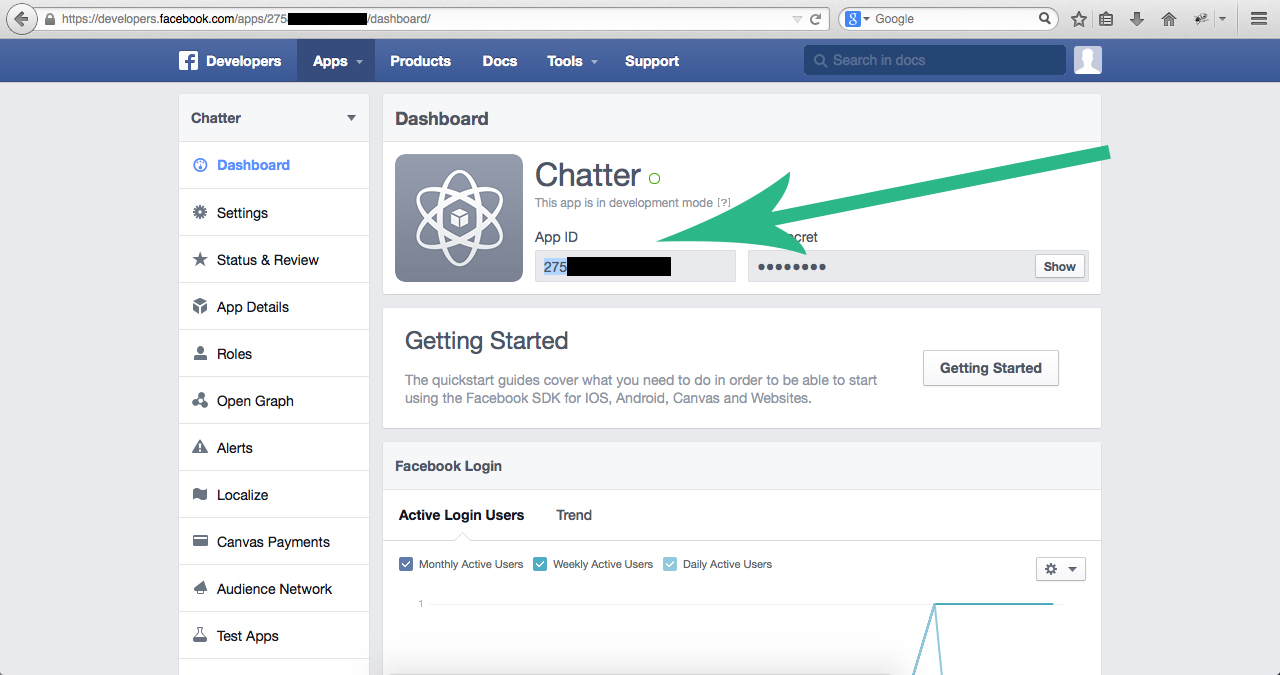 https://developers.facebook.com/apps/275
/dashboard/
Google
Developers
Apps
Products
Docs
Tools
Support
Search in docs
Chatter
Dashboard
Settings
Status & Review
App Details
Roles
Open Graph
Alerts
Localize
Canvas Payments
Audience Network
Test Apps
Dashboard
Chatter
This app is in development mode [?]
App ID
cret
275
Show
Getting Started
The quickstart guides cover what you need to do in order to be able to start
using the Facebook SDK for IOS, Android, Canvas and Websites.
Getting Started
Facebook Login
Active Login Users
Trend
Monthly Active Users
Weekly Active Users
Daily Active Users
1